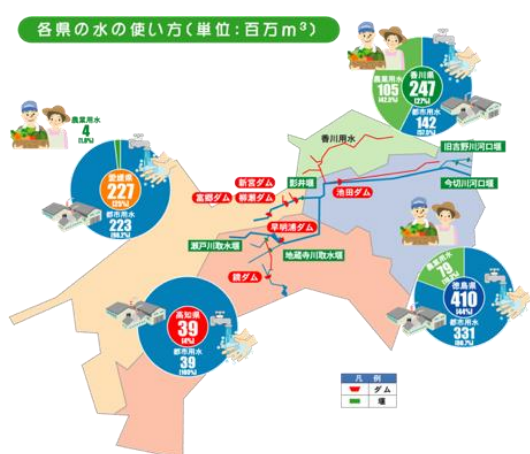 各県の水の使い方(単位:百万m³)
農業用水
105
(42.5%)
香川県
247
(27%)
都市用水
142
(57.5%)
農業用水
4
(1.8%)
愛媛県
227
(25%)
都市用水
223
(98.2%)
香川用水
旧吉野川河口堰
今切川河口堰
新宮ダム
影井堰
富郷ダム
柳瀬ダム
池田ダム
早明浦ダム
瀬戸川取水堰
地蔵寺川取水堰
鏡ダム
農業用水
79
徳島県
410
(44%)
都市用水
331
高知県
39
(4%)
都市用水
39
(100%)
凡 例
ダム
堰